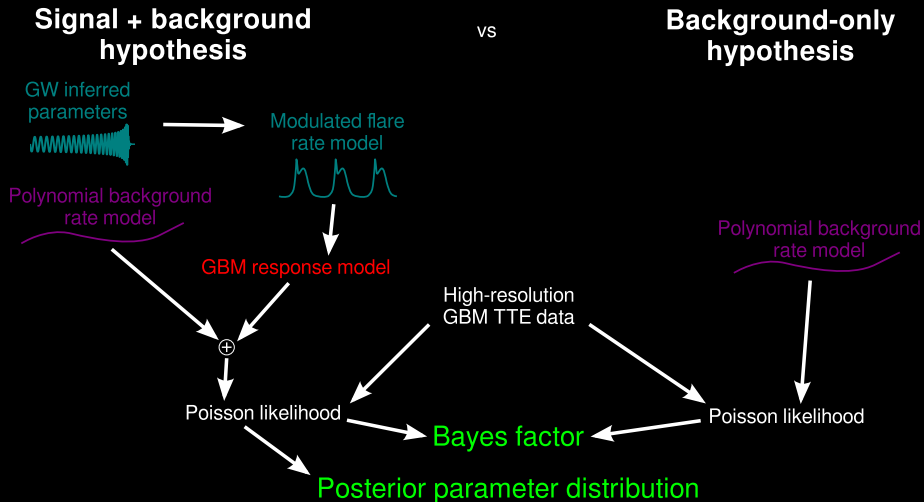 Signal + background
hypothesis
vs
Background-only
hypothesis
GW inferred
parameters
Modulated flare
rate model
Polynomial background
rate model
GBM response model
Polynomial background
rate model
High-resolution
GBM TTE data
Poisson likelihood
Poisson likelihood
Bayes factor
Posterior parameter distribution